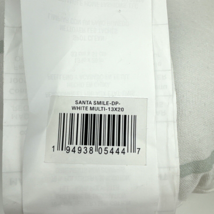 SANTA SMILE-DP-
WHITE MULTI-13X20
1 94938 05444 7